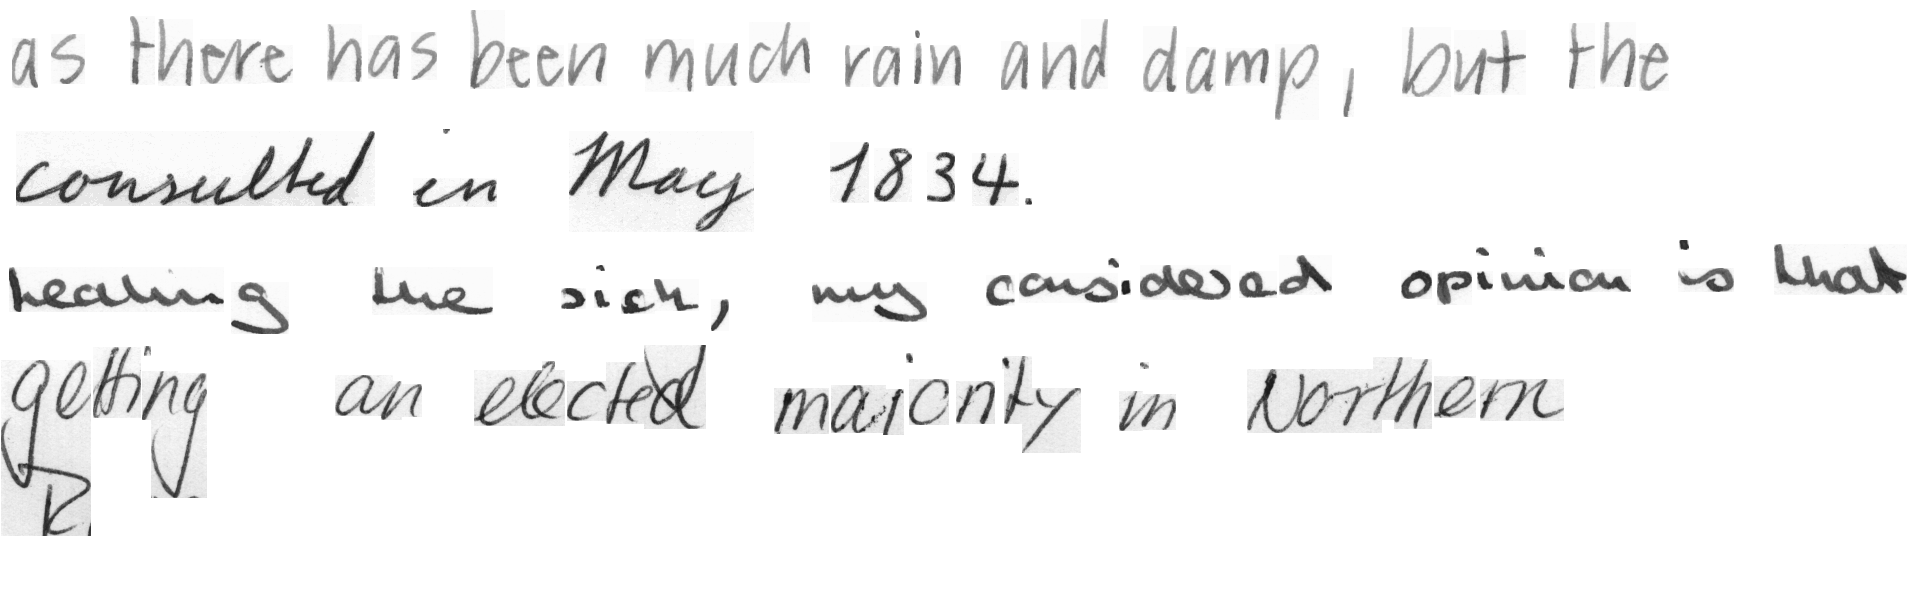 as there has been much rain and damp, but the
consulted in May 1834.
healing the sick, my considered opinion is that
getting an elected majority in Northern